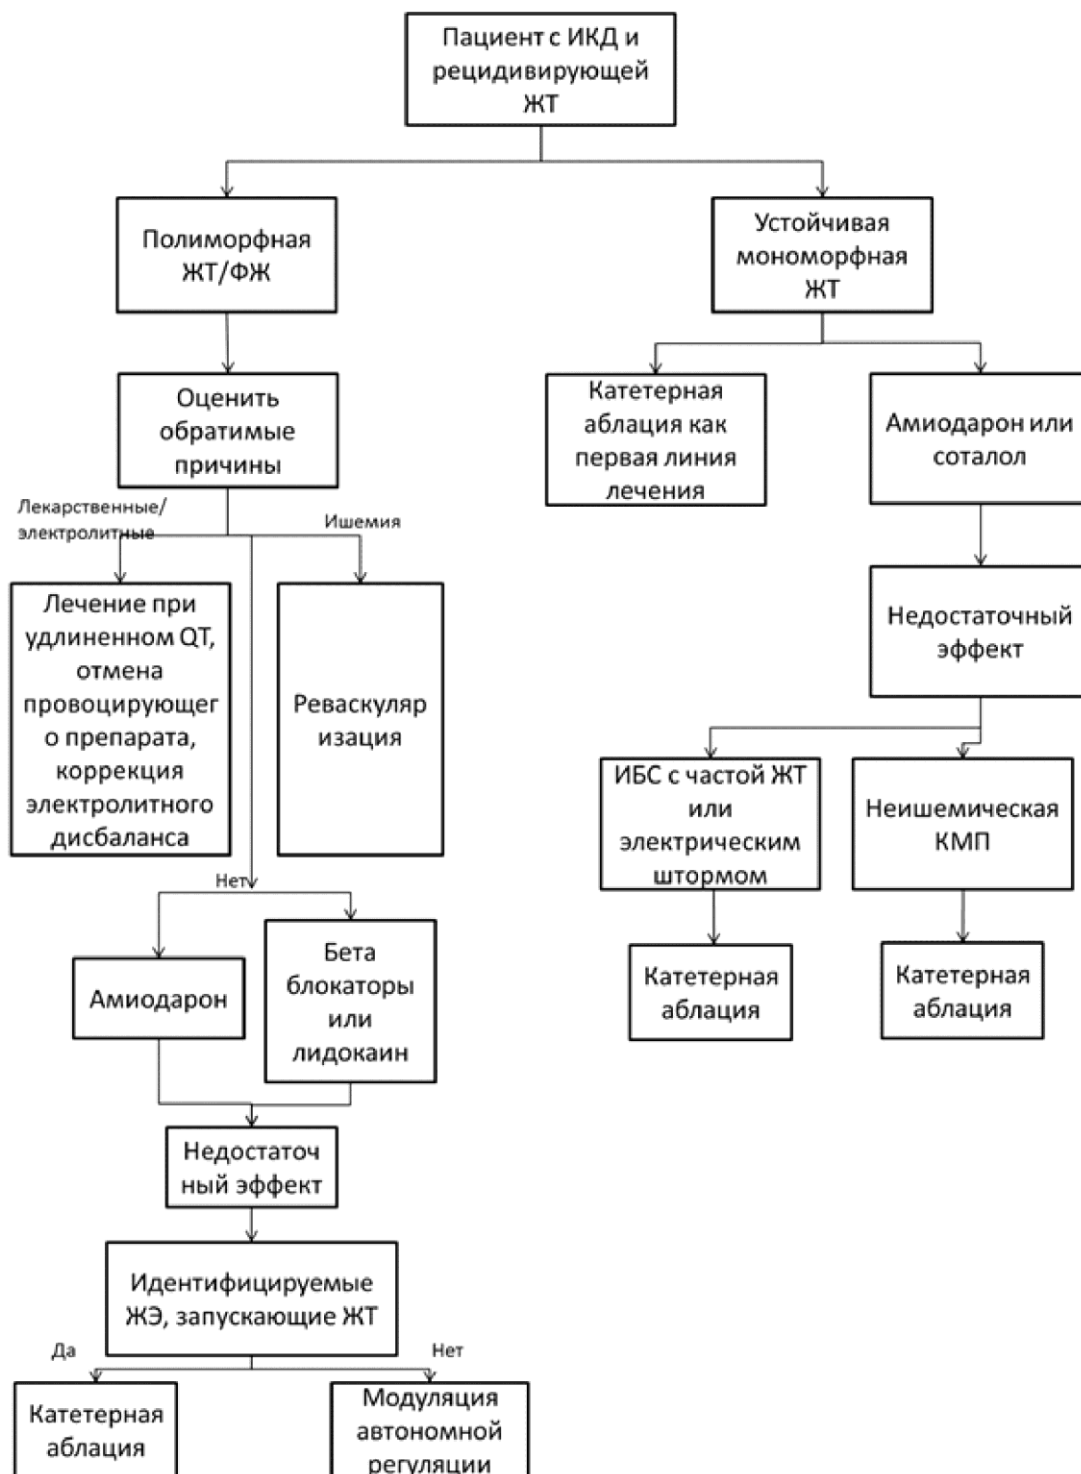 Пациент с ИКД и
рецидивирующей
ЖТ
Полиморфная
ЖТ/ФЖ
Устойчивая
мономорфная
ЖТ
Оценить
обратимые
причины
Катетерная
аблация как
первая линия
лечения
Амиодарон или
соталол
Лекарственные/
электролитные
Ишемия
Лечение при
удлиненном QT,
отмена
провоцирующег
о препарата,
коррекция
электролитного
дисбаланса
Реваскуляр
изация
Недостаточный
эффект
ИБС с частой ЖТ
или
электрическим
штормом
Неишемическая
КМП
Нет
Амиодарон
Бета
блокаторы
или
лидокаин
Катетерная
аблация
Катетерная
аблация
Недостаточ
ный эффект
Идентифицируемые
ЖЭ, запускающие ЖТ
Да
Нет
Катетерная
аблация
Модуляция
автономной
регуляции